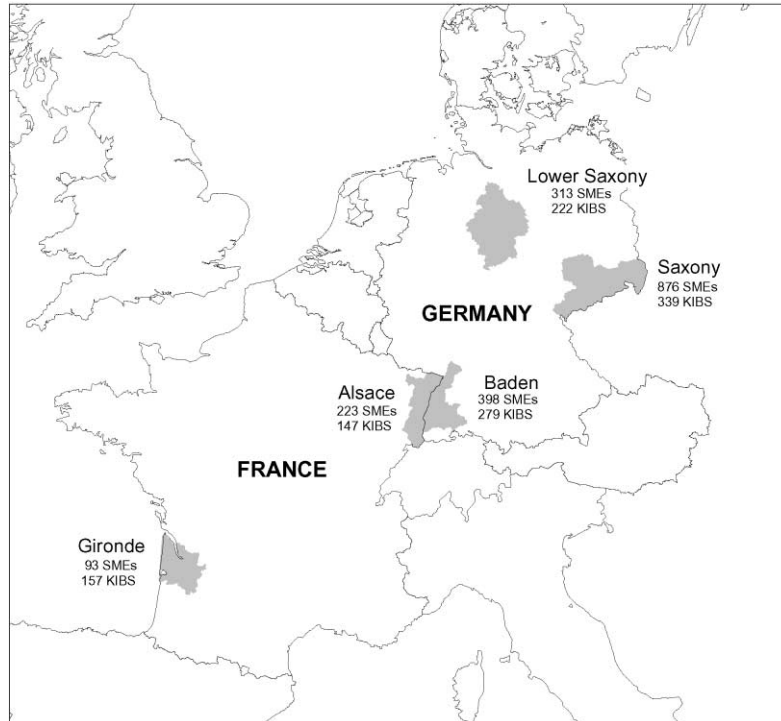 Lower Saxony
313 SMEs
222 KIBS
Saxony
876 SMEs
339 KIBS
GERMANY
Alsace
223 SMEs
147 KIBS
Baden
398 SMEs
279 KIBS
FRANCE
Gironde
93 SMEs
157 KIBS